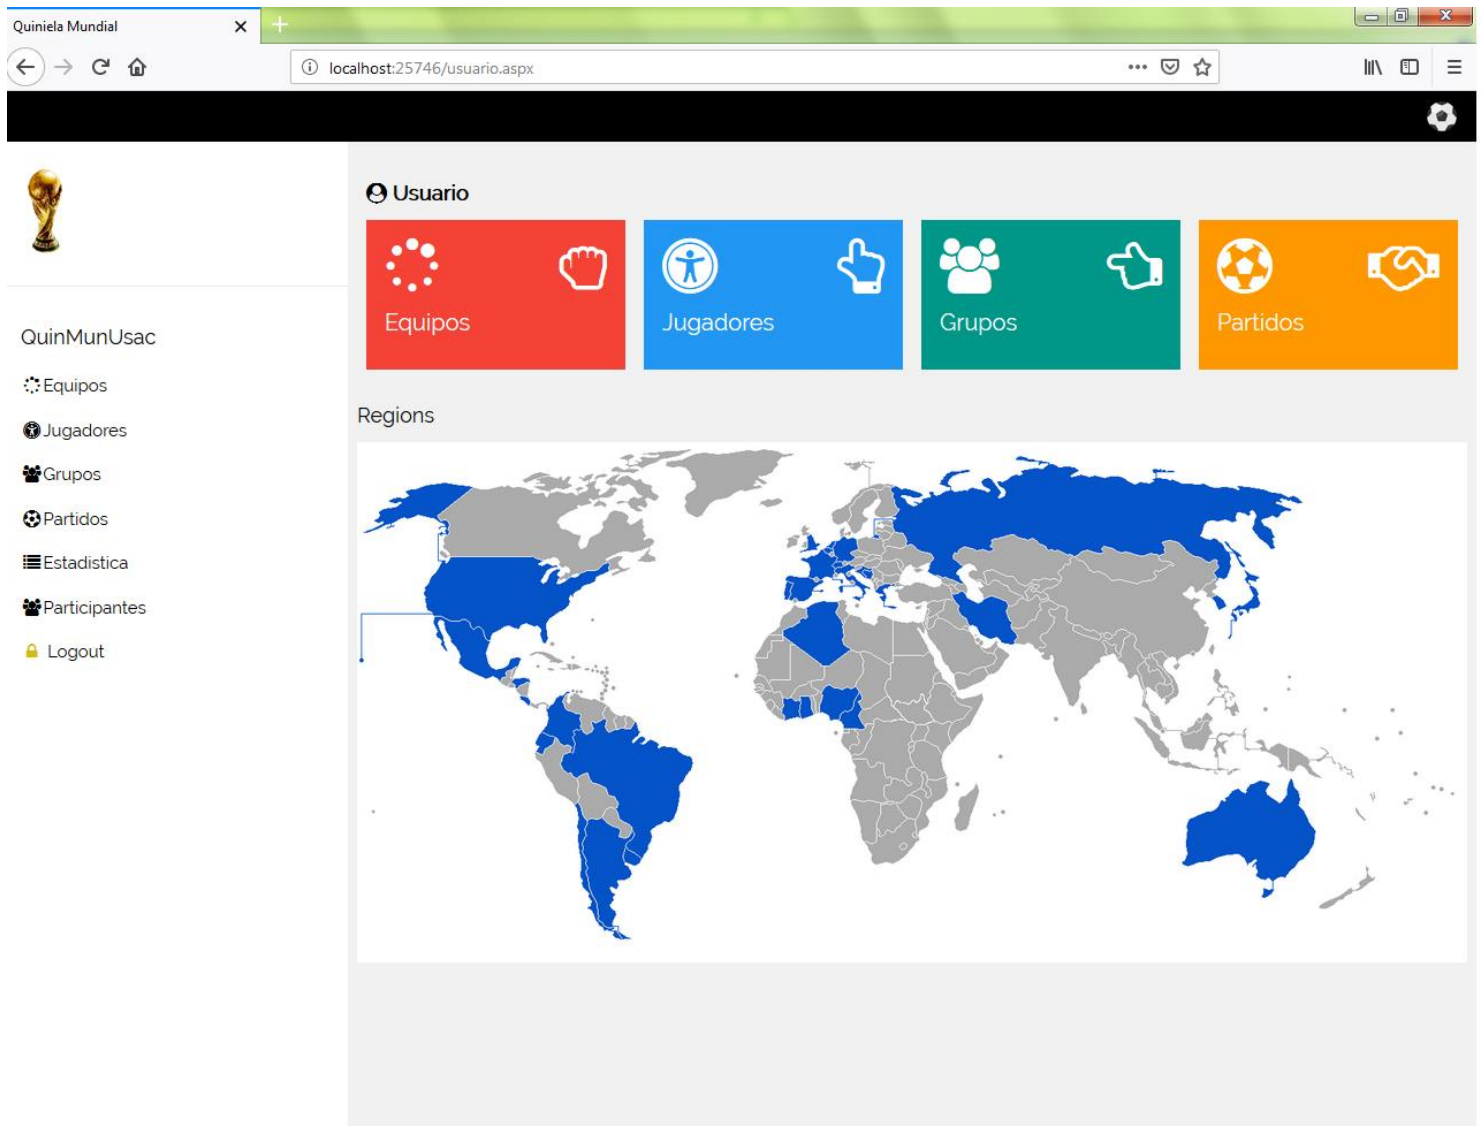 Quiniela Mundial
localhost:25746/usuario.aspx
Usuario
Equipos
Jugadores
Grupos
Partidos
QuinMunUsac
Equipos
Jugadores
Grupos
Partidos
Estadistica
Participantes
Logout
Regions